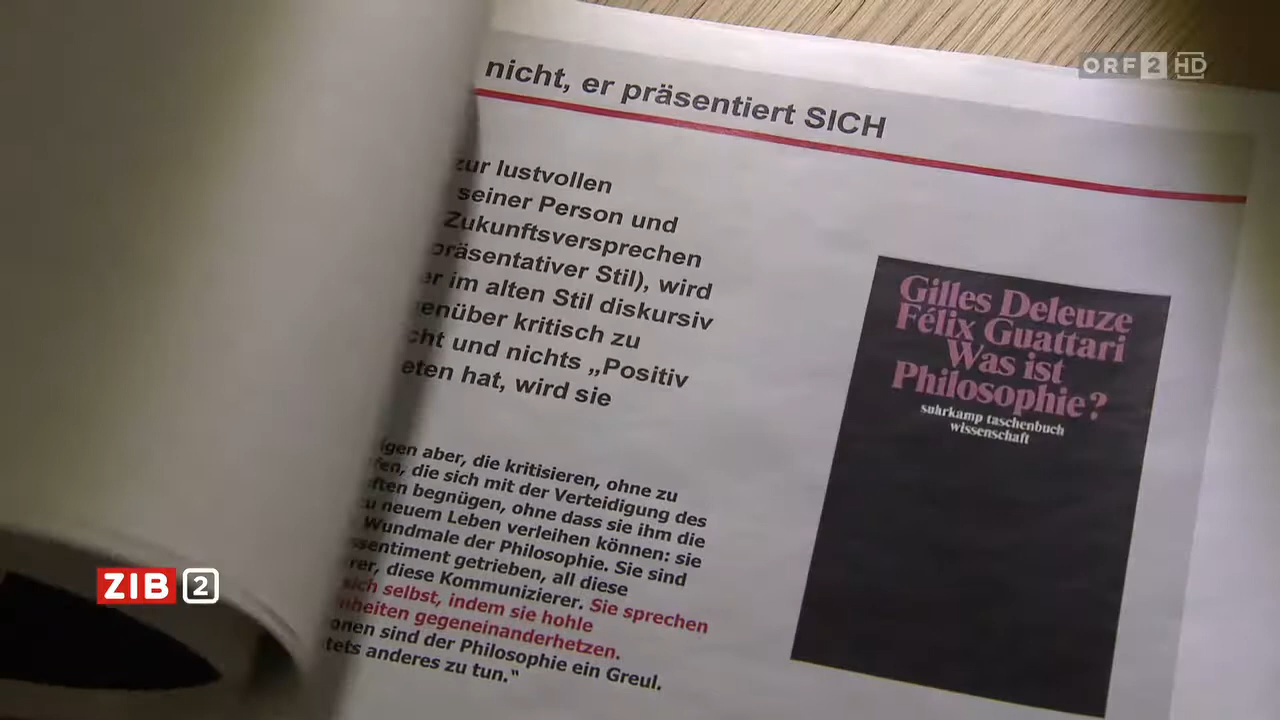 ORF 2 HD
nicht, er präsentiert SICH
zur lustvollen
seiner Person und
Zukunftsversprechen
präsentativer Stil), wird
er im alten Stil diskursiv
genüber kritisch zu
cht und nichts „Positiv
eten hat, wird sie
Gilles Deleuze
Félix Guattari
Was ist
Philosophie?
suhrkamp taschenbuch
wissenschaft
igen aber, die kritisieren, ohne zu
fen, die sich mit der Verteidigung des
ften begnügen, ohne dass sie ihm die
zu neuem Leben verleihen können: sie
Wundmale der Philosophie. Sie sind
ssentiment getrieben, all diese
rer, diese Kommunizierer. Sie sprechen
sich selbst, indem sie hohle
nheiten gegeneinanderhetzen.
onen sind der Philosophie ein Greul.
tets anderes zu tun."
ZIB 2